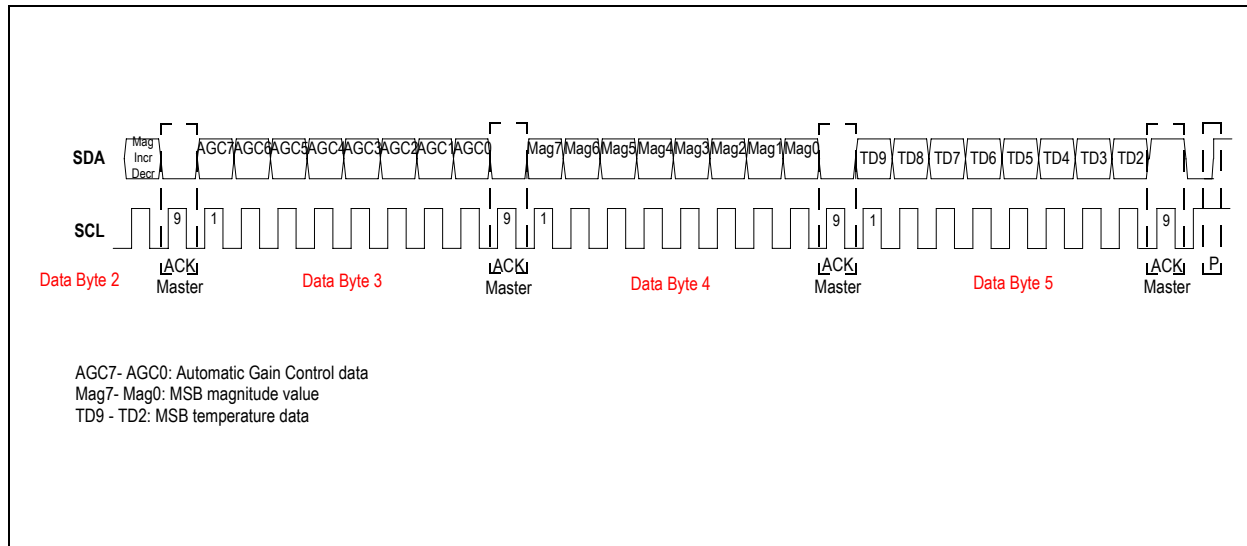 SDA
Mag
Incr
Decr
AGC7 AGC6 AGC5 AGC4 AGC3 AGC2 AGC1 AGC0
Mag7 Mag6 Mag5 Mag4 Mag3 Mag2 Mag1 Mag0
TD9 TD8 TD7 TD6 TD5 TD4 TD3 TD2
SCL
9 1 9 1 9 1 9
Data Byte 2
ACK
Master
Data Byte 3
ACK
Master
Data Byte 4
ACK
Master
Data Byte 5
ACK
Master
P
AGC7- AGC0: Automatic Gain Control data
Mag7- Mag0: MSB magnitude value
TD9 - TD2: MSB temperature data